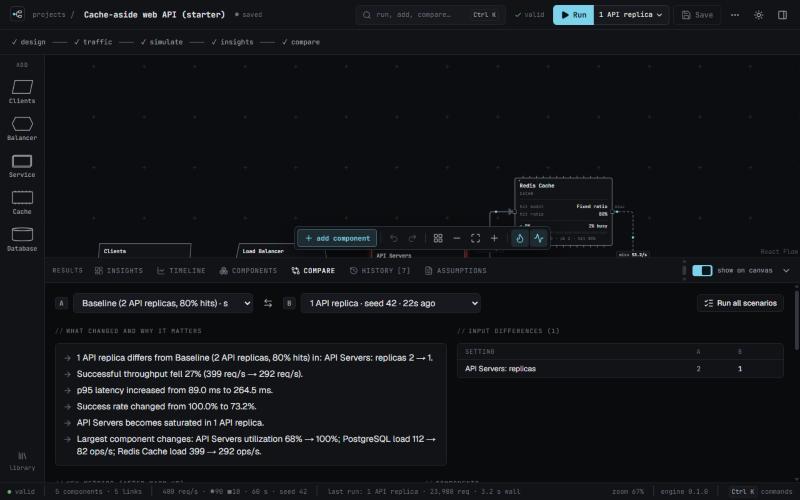 projects / Cache-aside web API (starter) saved
run, add, compare… Ctrl K
✓ valid
Run 1 API replica
Save
✓ design ✓ traffic ✓ simulate ✓ insights ✓ compare
ADD
Clients
Balancer
Service
Cache
Database
Library
Redis Cache
Fixed ratio
hit ratio 80%
2% busy
miss 53.2/s
+ add component
Clients
Load Balancer
API Servers
React Flow
RESULTS INSIGHTS TIMELINE COMPONENTS COMPARE HISTORY [7] ASSUMPTIONS
show on canvas
A Baseline (2 API replicas, 80% hits) · s
B 1 API replica · seed 42 · 22s ago
Run all scenarios
// WHAT CHANGED AND WHY IT MATTERS
→ 1 API replica differs from Baseline (2 API replicas, 80% hits) in: API Servers: replicas 2 → 1.
→ Successful throughput fell 27% (399 req/s → 292 req/s).
→ p95 latency increased from 89.0 ms to 264.5 ms.
→ Success rate changed from 100.0% to 73.2%.
→ API Servers becomes saturated in 1 API replica.
→ Largest component changes: API Servers utilization 68% → 100%; PostgreSQL load 112 →
82 ops/s; Redis Cache load 399 → 292 ops/s.
// INPUT DIFFERENCES (1)
SETTING A B
API Servers: replicas 2 1
valid
5 components · 5 links
400 req/s
60 s · seed 42
last run: 1 API replica · 23,980 req · 3.2 s wall
zoom 67%
engine 0.1.0
Ctrl K commands